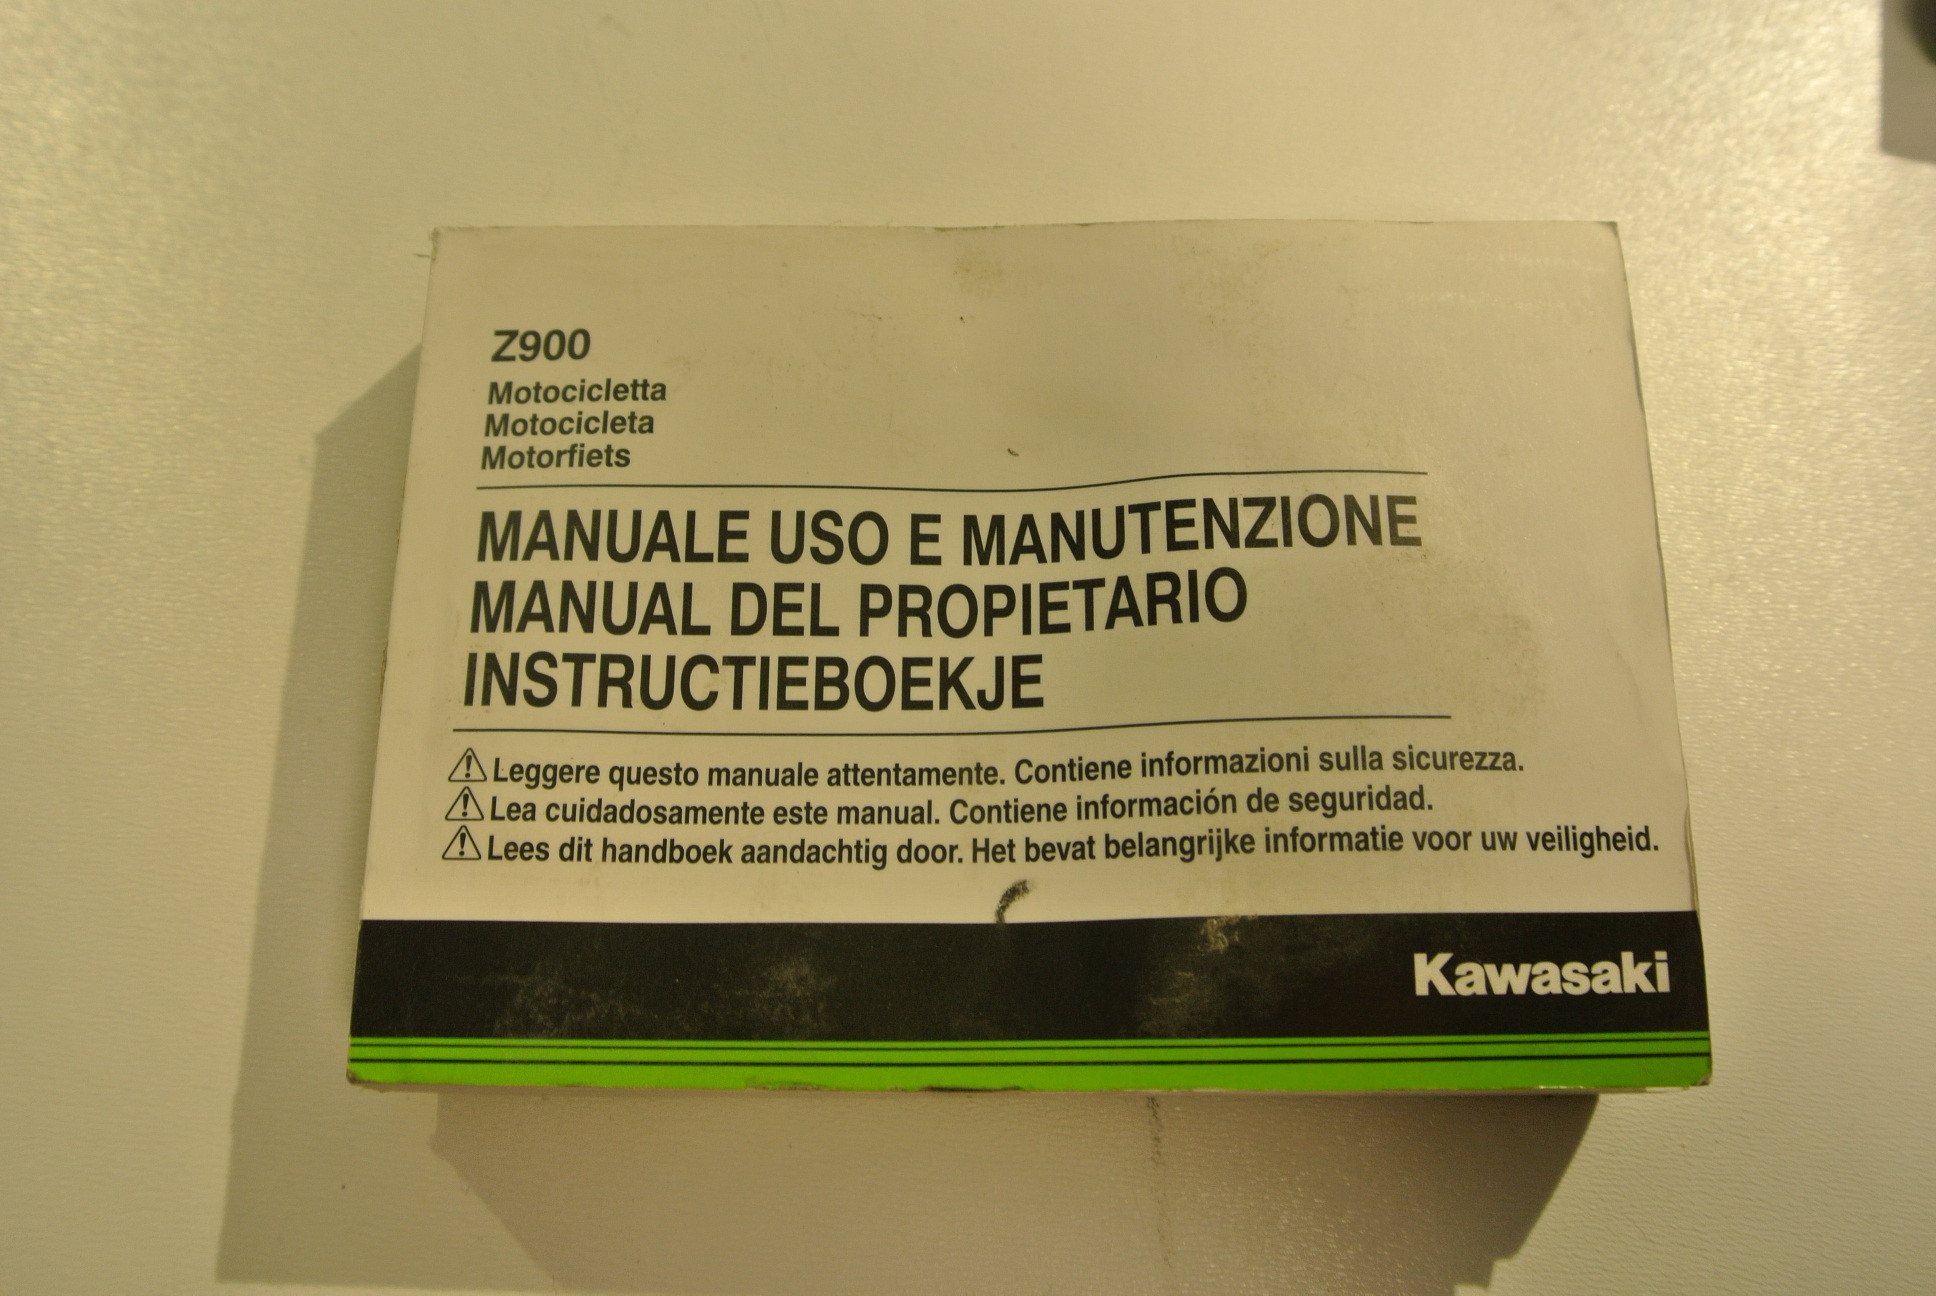 Z900
Motocicletta
Motocicleta
Motorfiets
MANUALE USO E MANUTENZIONE
MANUAL DEL PROPIETARIO
INSTRUCTIEBOEKJE
Leggere questo manuale attentamente. Contiene informazioni sulla sicurezza.
Lea cuidadosamente este manual. Contiene información de seguridad.
Lees dit handboek aandachtig door. Het bevat belangrijke informatie voor uw veiligheid.
Kawasaki